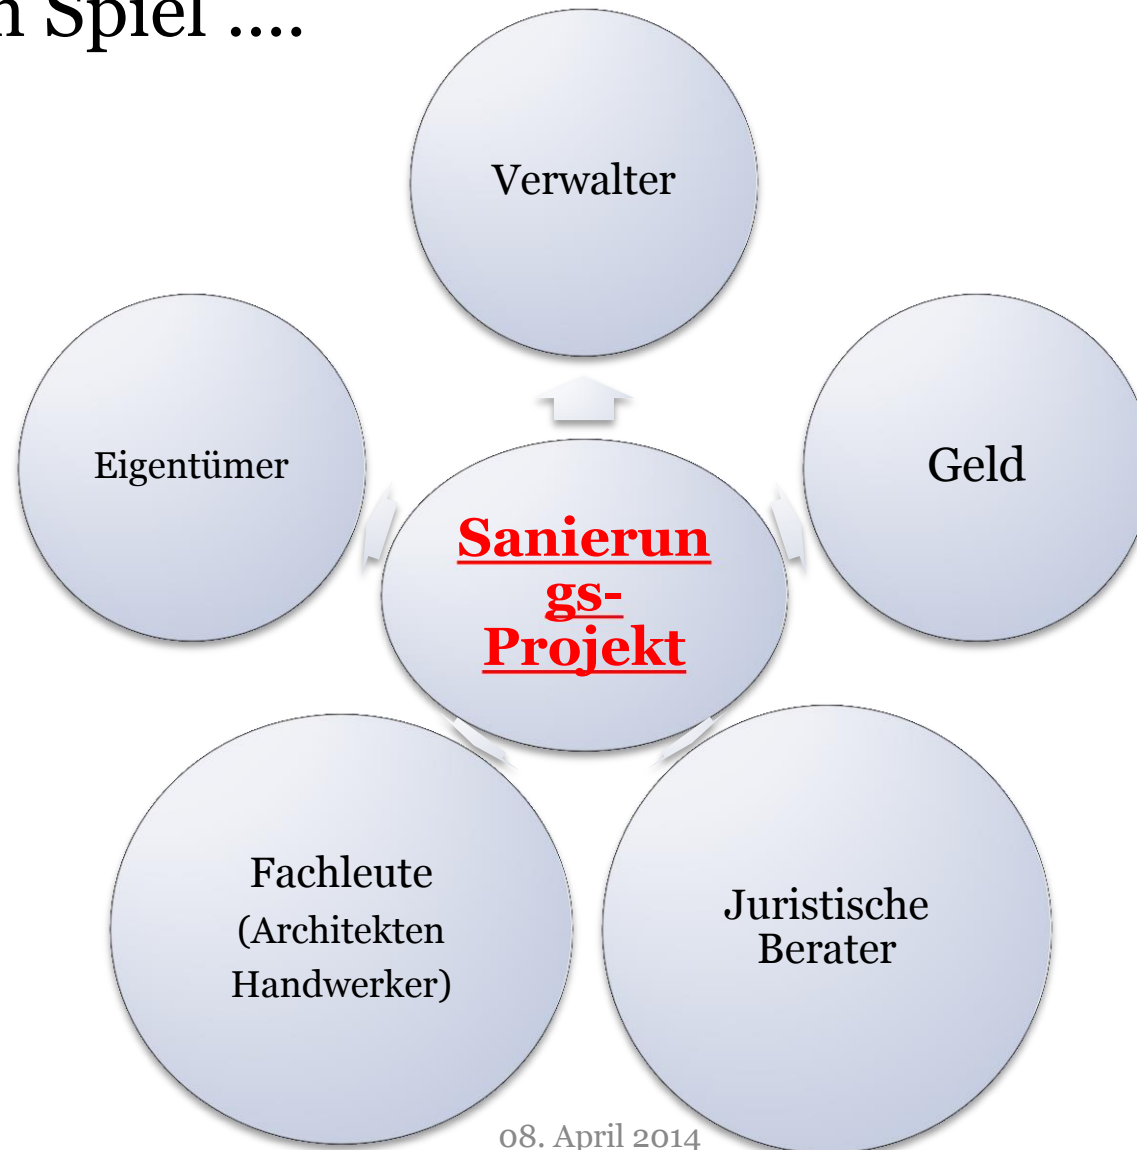 n Spiel ....
Verwalter
Eigentümer
Geld
Sanierun
gs-
Projekt
Fachleute
(Architekten
Handwerker)
Juristische
Berater
08. April 2014